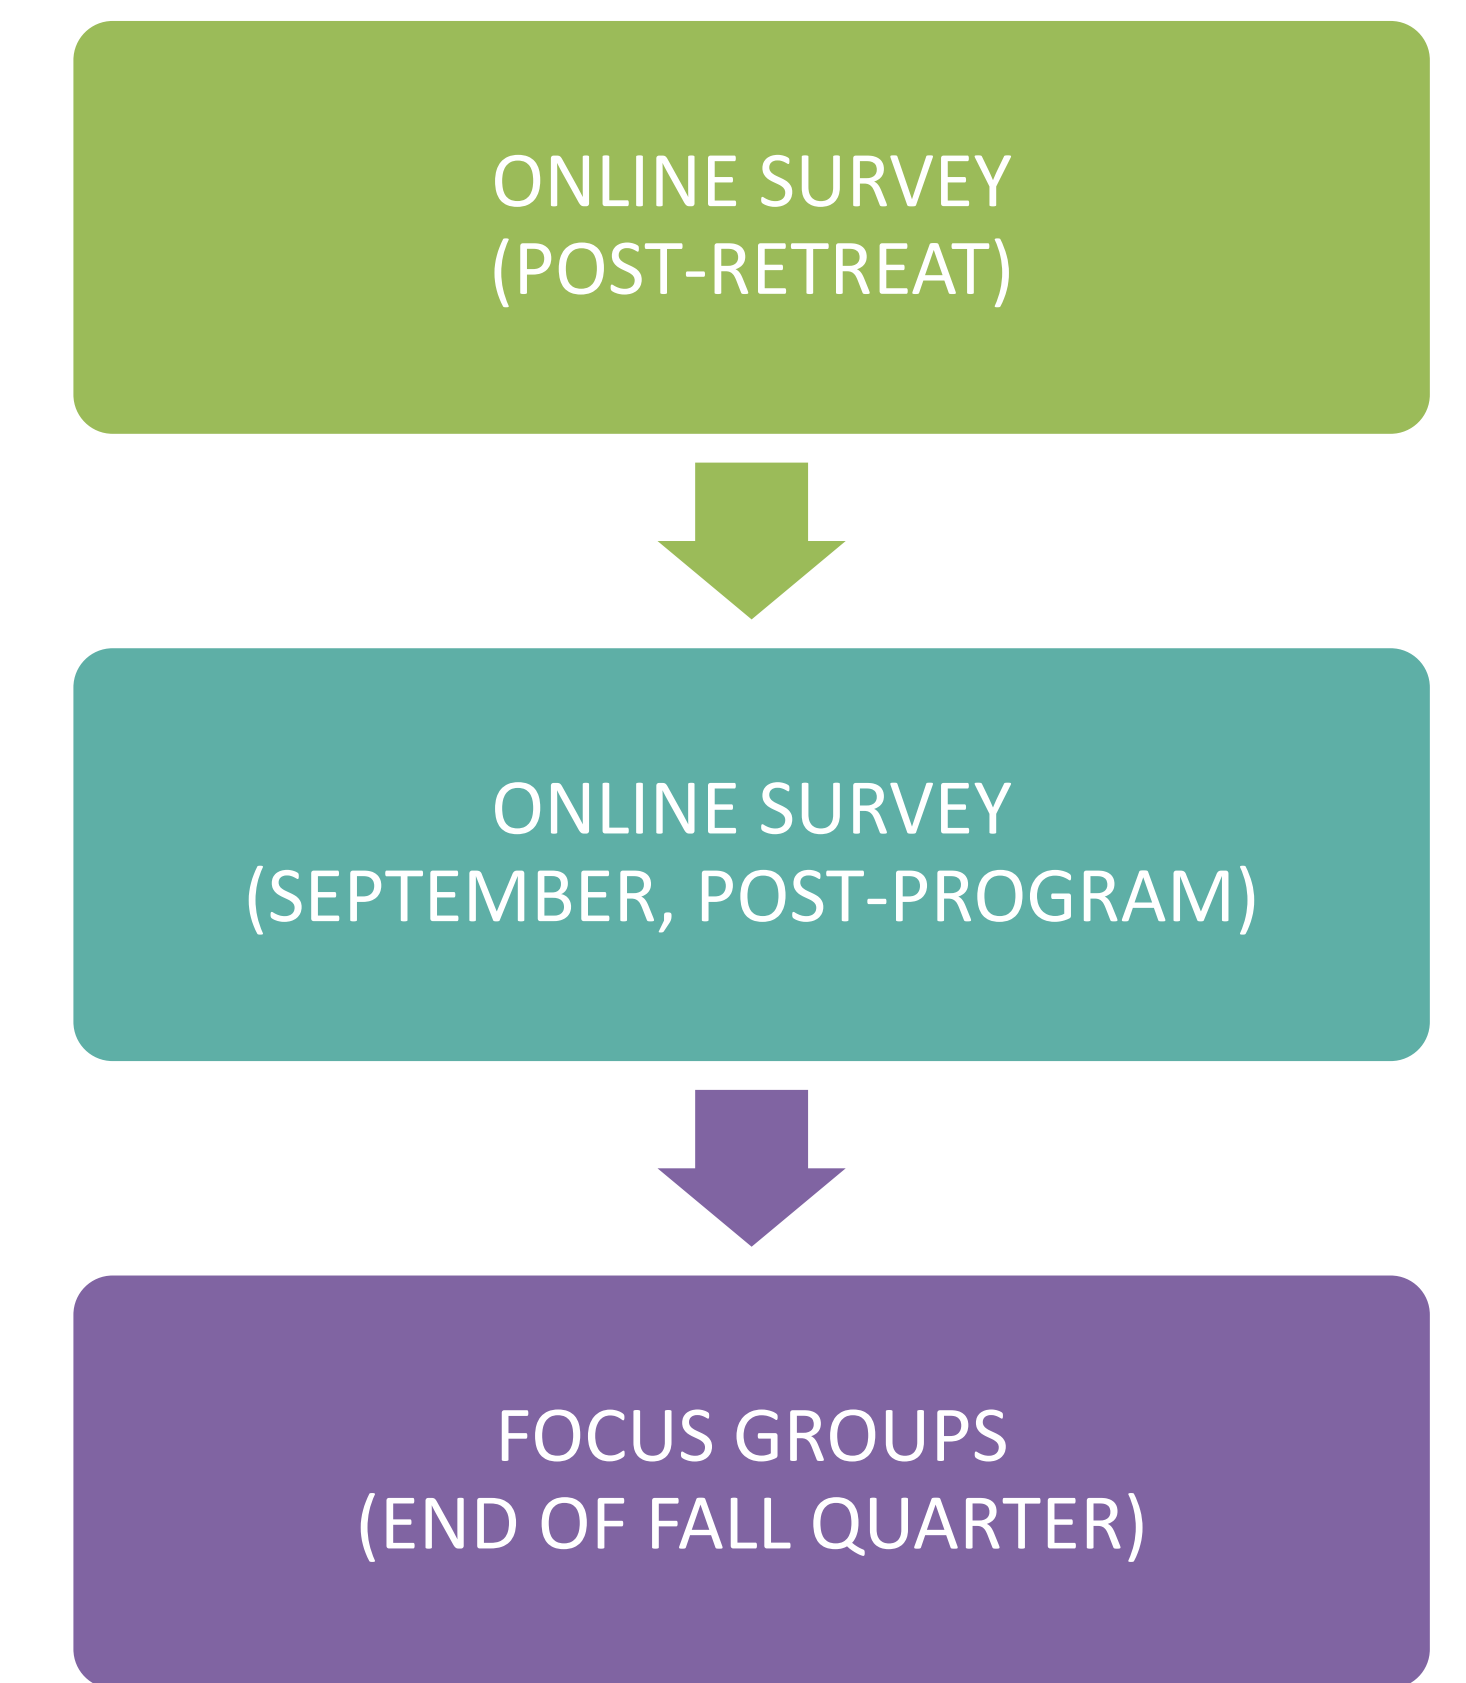 ONLINE SURVEY
(POST-RETREAT)
ONLINE SURVEY
(SEPTEMBER, POST-PROGRAM)
FOCUS GROUPS
(END OF FALL QUARTER)